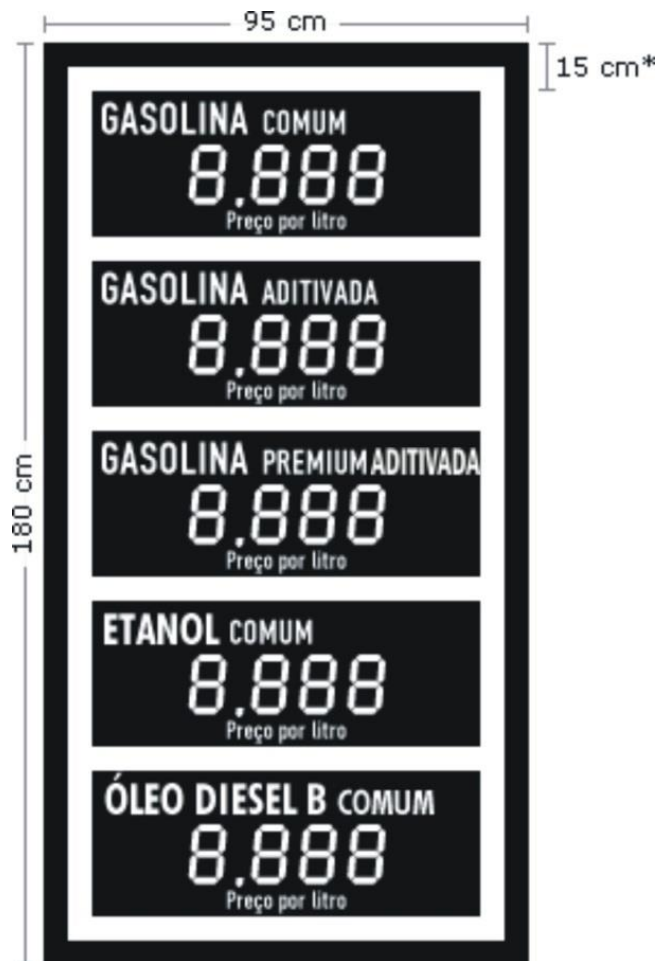 95 cm
15 cm*
GASOLINA COMUM
8.888
Preço por litro
GASOLINA ADITIVADA
8.888
Preço por litro
GASOLINA PREMIUM ADITIVADA
8.888
Preço por litro
180 cm
ETANOL COMUM
8.888
Preço por litro
ÓLEO DIESEL B COMUM
8.888
Preço por litro